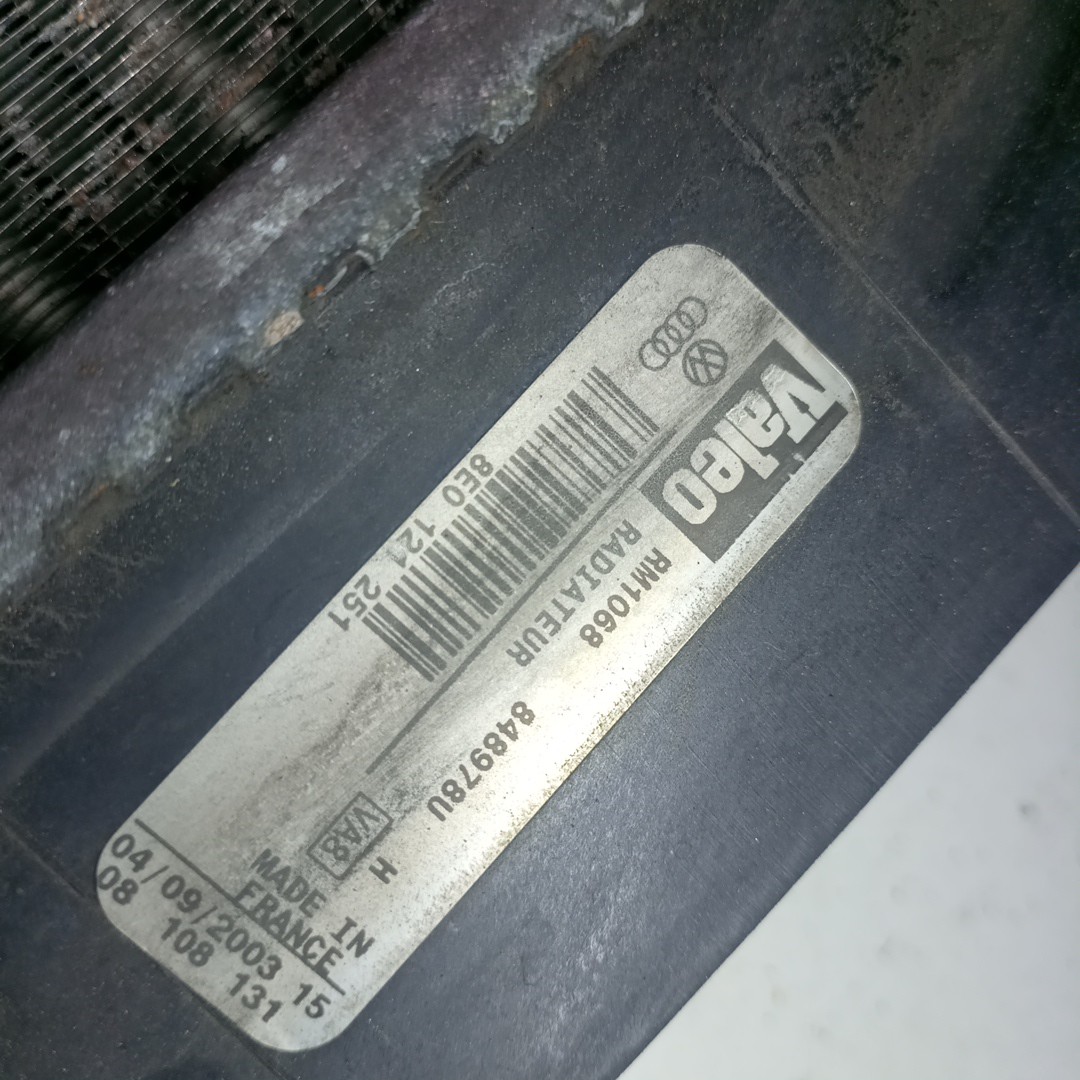 Valeo
RM1068
RADIATEUR 848978U
8E0 121 251
H
VA8
MADE IN
FRANCE
04/09/2003 15
08 108 131